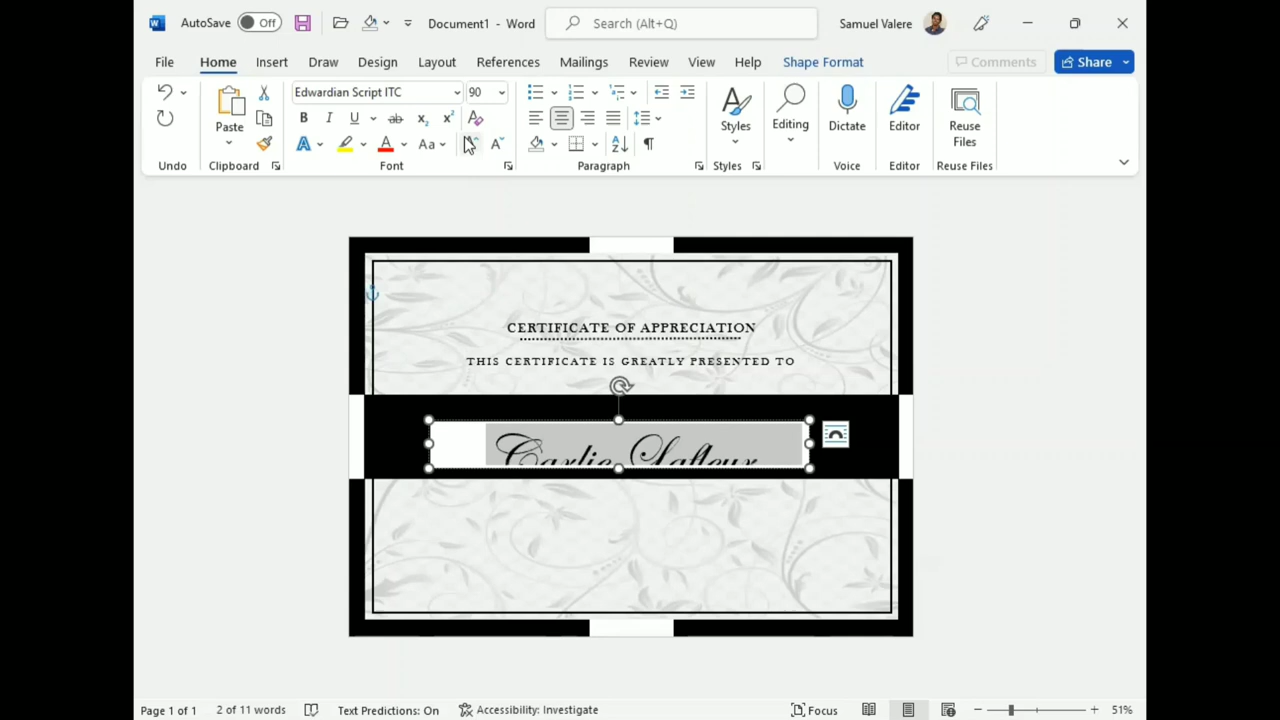 AutoSave Off Document1 - Word Search (Alt+Q) Samuel Valere
File Home Insert Draw Design Layout References Mailings Review View Help Shape Format Comments Share
Edwardian Script ITC 90
Paste Styles Editing Dictate Editor Reuse Files
Undo Clipboard Font Paragraph Styles Voice Editor Reuse Files
CERTIFICATE OF APPRECIATION
THIS CERTIFICATE IS GREATLY PRESENTED TO
Carlie Lafleur
Page 1 of 1 2 of 11 words Text Predictions: On Accessibility: Investigate Focus 51%